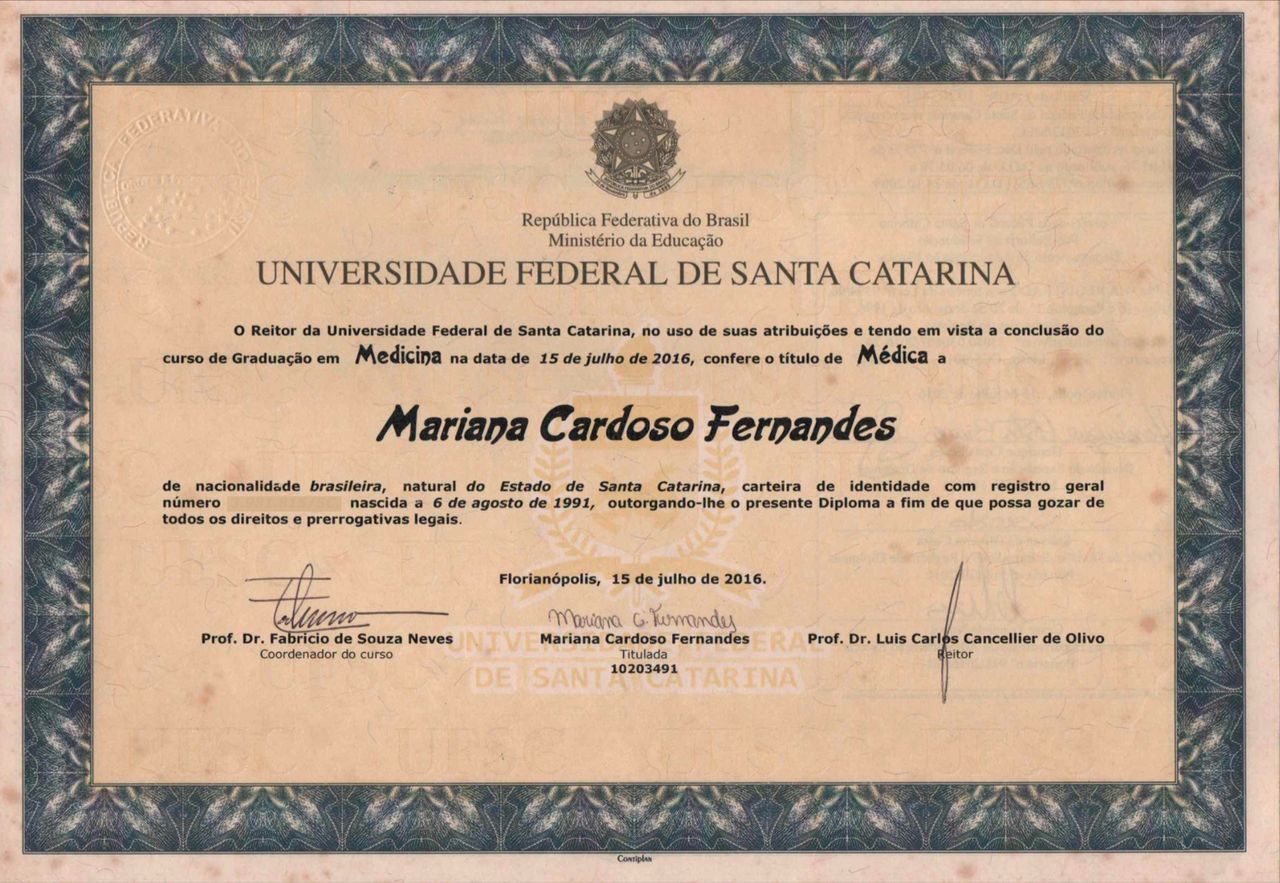 REPÚBLICA FEDERATIVA DO BRASIL
República Federativa do Brasil
Ministério da Educação
UNIVERSIDADE FEDERAL DE SANTA CATARINA
O Reitor da Universidade Federal de Santa Catarina, no uso de suas atribuições e tendo em vista a conclusão do
curso de Graduação em Medicina na data de 15 de julho de 2016, confere o título de Médica a
Mariana Cardoso Fernandes
de nacionalidade brasileira, natural do Estado de Santa Catarina, carteira de identidade com registro geral
número nascida a 6 de agosto de 1991, outorgando-lhe o presente Diploma a fim de que possa gozar de
todos os direitos e prerrogativas legais.
Florianópolis, 15 de julho de 2016.
Mariana C. Fernandes
Prof. Dr. Fabricio de Souza Neves Mariana Cardoso Fernandes Prof. Dr. Luis Carlos Cancellier de Olivo
Coordenador do curso Titulada Reitor
10203491
UNIVERSIDADE FEDERAL
DE SANTA CATARINA
UFSC
Contiplan